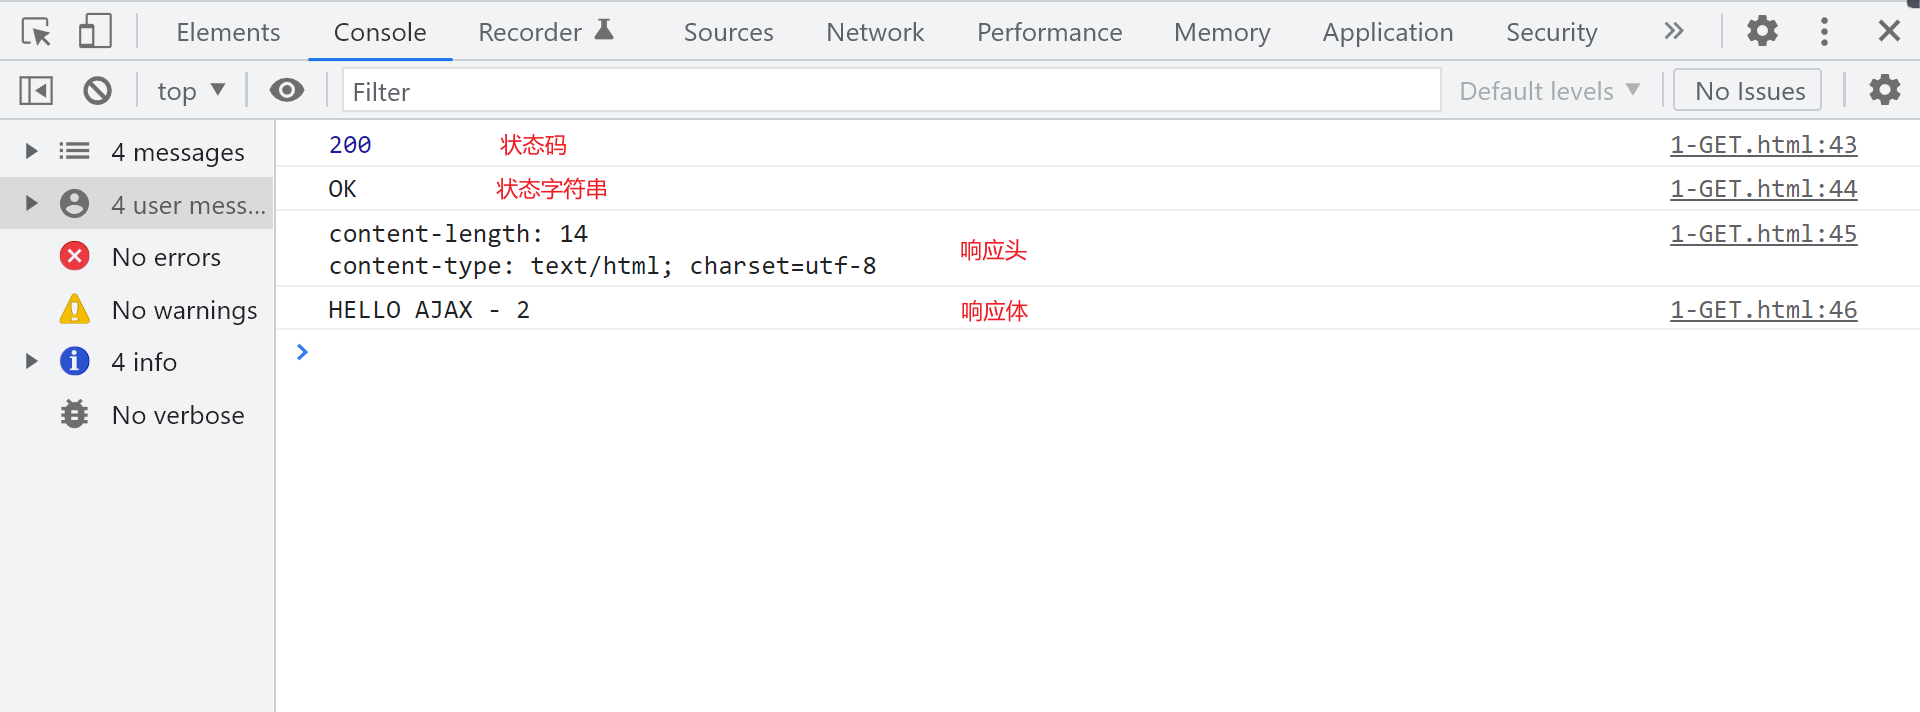 Elements Console Recorder Sources Network Performance Memory Application Security
top Filter Default levels No Issues
4 messages
4 user mess...
No errors
No warnings
4 info
No verbose
200 状态码 1-GET.html:43
OK 状态字符串 1-GET.html:44
content-length: 14 1-GET.html:45
content-type: text/html; charset=utf-8 响应头
HELLO AJAX - 2 响应体 1-GET.html:46